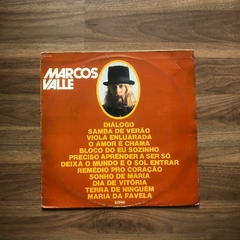 MARCOS
VALLE
DIÁLOGO
SAMBA DE VERÃO
VIOLA ENLUARADA
O AMOR É CHAMA
BLOCO DO EU SOZINHO
PRECISO APRENDER A SER SÓ
DEIXA O MUNDO E O SOL ENTRAR
REMÉDIO PRO CORAÇÃO
SONHO DE MARIA
DIA DE VITÓRIA
TERRA DE NINGUÉM
MARIA DA FAVELA